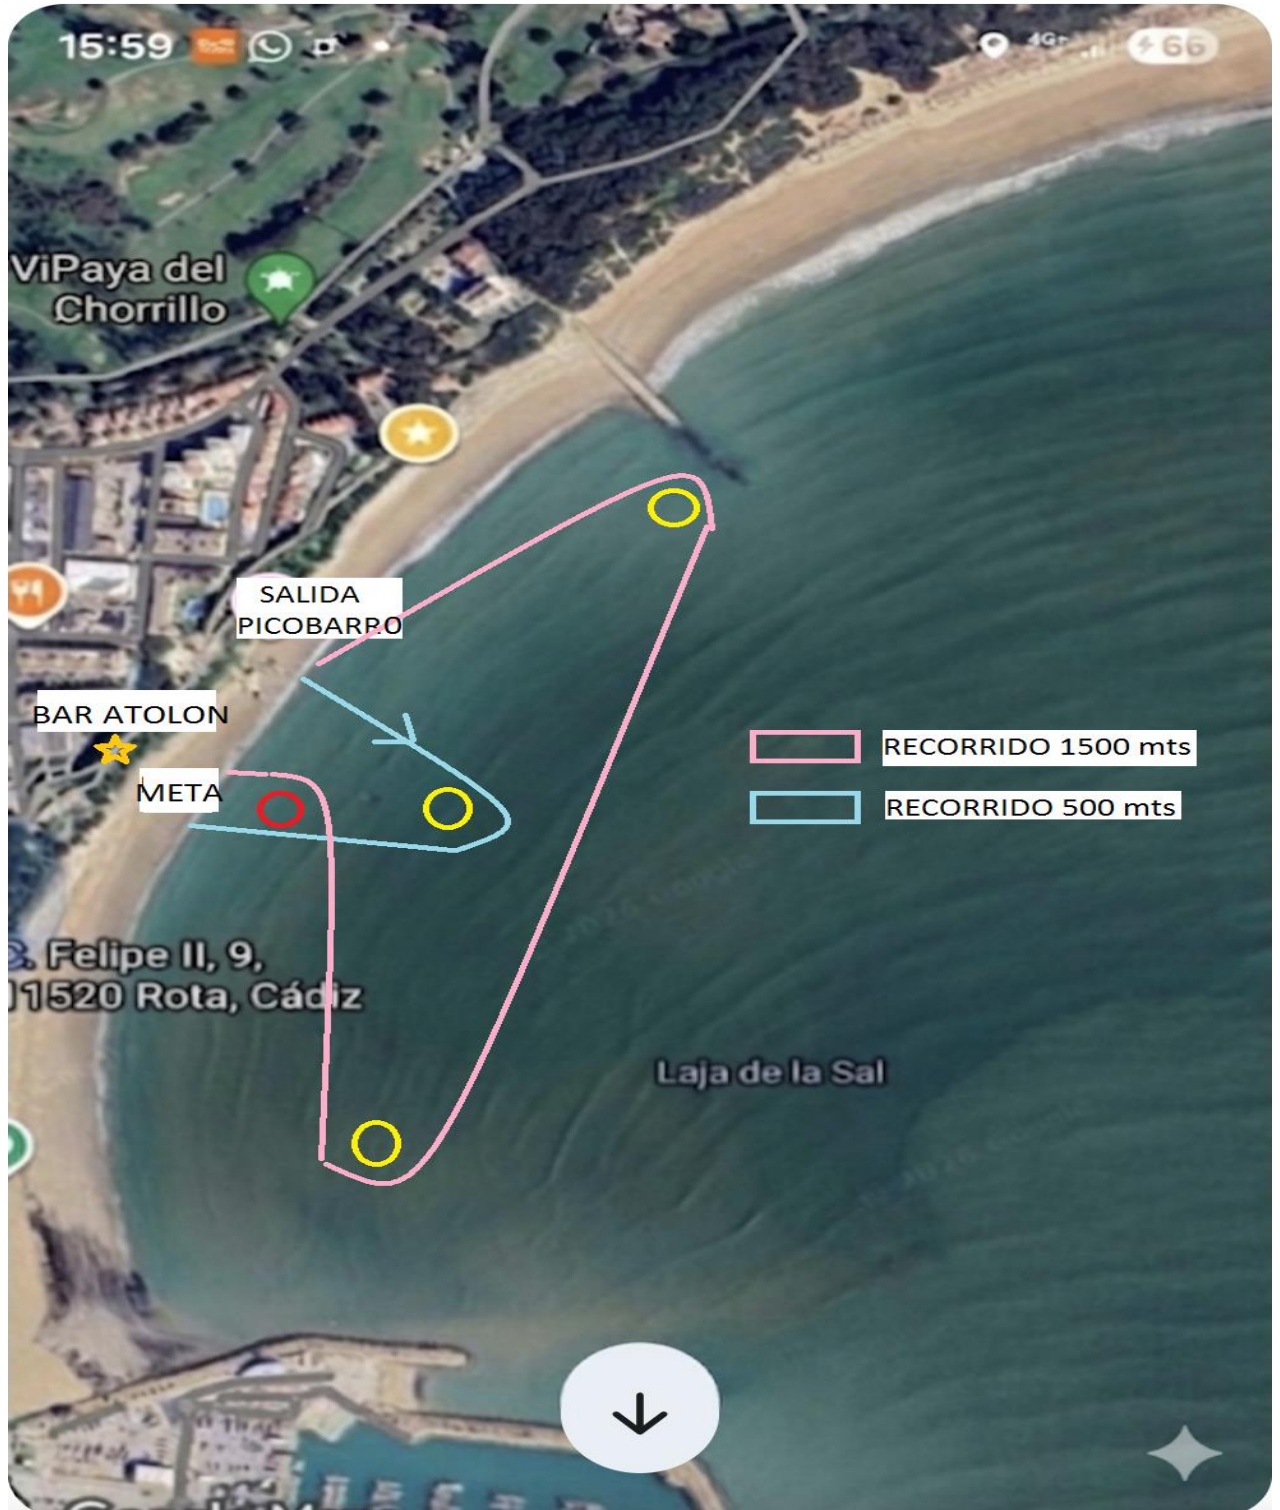 15:59
4G+
66
ViPaya del
Chorrillo
SALIDA
PICOBARRO
BAR ATOLON
META
RECORRIDO 1500 mts
RECORRIDO 500 mts
. Felipe II, 9,
11520 Rota, Cádiz
Laja de la Sal